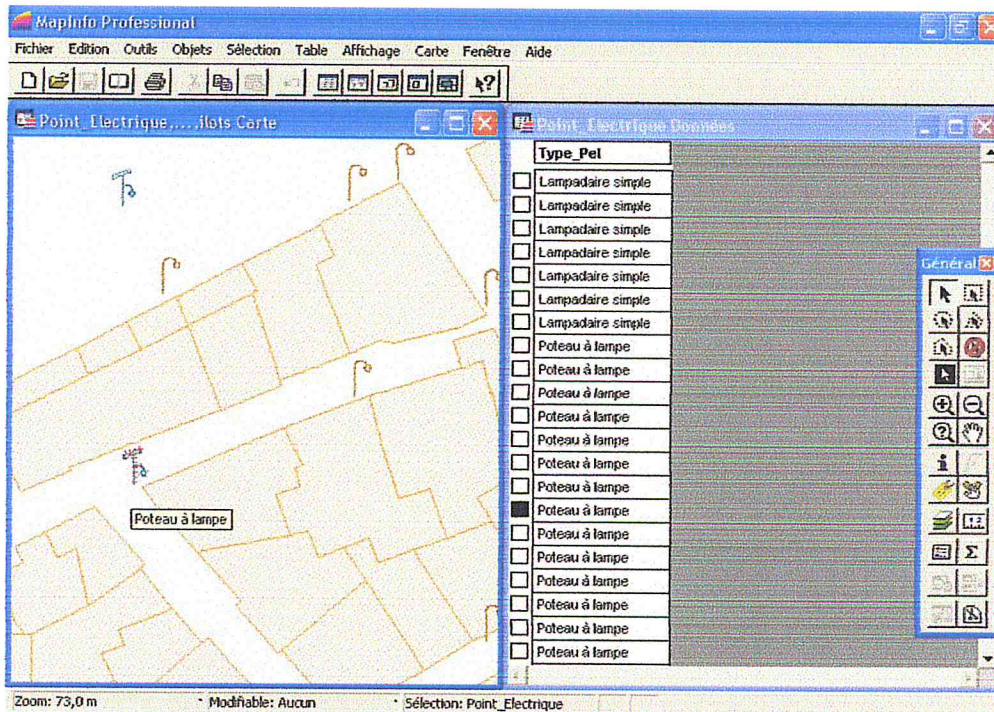 MapInfo Professional
Fichier Edition Outils Objets Sélection Table Affichage Carte Fenêtre Aide
Point_Electrique,....,ilots Carte
Poteau à lampe
Point_Electrique Données
Type_Pel
Lampadaire simple
Lampadaire simple
Lampadaire simple
Lampadaire simple
Lampadaire simple
Lampadaire simple
Lampadaire simple
Poteau à lampe
Poteau à lampe
Poteau à lampe
Poteau à lampe
Poteau à lampe
Poteau à lampe
Poteau à lampe
Poteau à lampe
Poteau à lampe
Poteau à lampe
Poteau à lampe
Poteau à lampe
Poteau à lampe
Poteau à lampe
Général
Zoom: 73,0 m Modifiable: Aucun Sélection: Point_Electrique